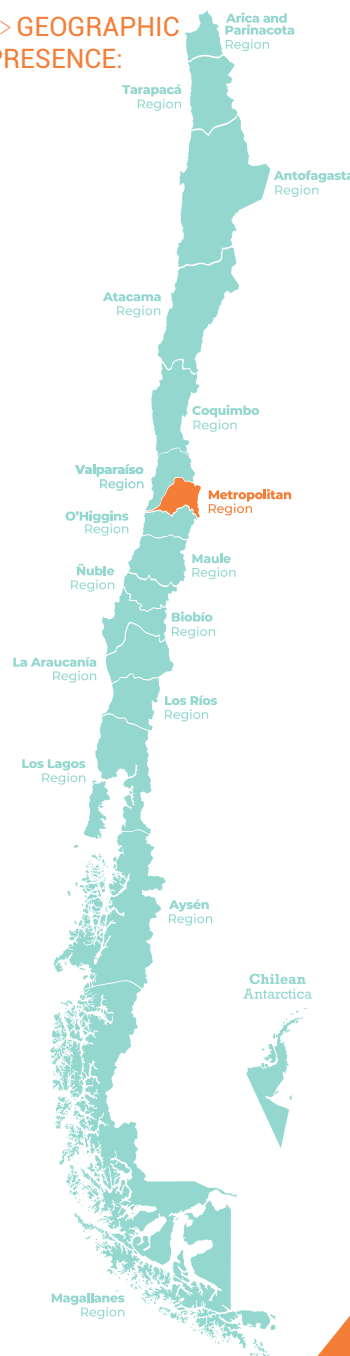 > GEOGRAPHIC
PRESENCE:
Arica and
Parinacota
Region
Tarapacá
Region
Antofagasta
Region
Atacama
Region
Coquimbo
Region
Valparaíso
Region
Metropolitan
Region
O'Higgins
Region
Maule
Region
Ñuble
Region
Biobío
Region
La Araucanía
Region
Los Ríos
Region
Los Lagos
Region
Aysén
Region
Chilean
Antarctica
Magallanes
Region